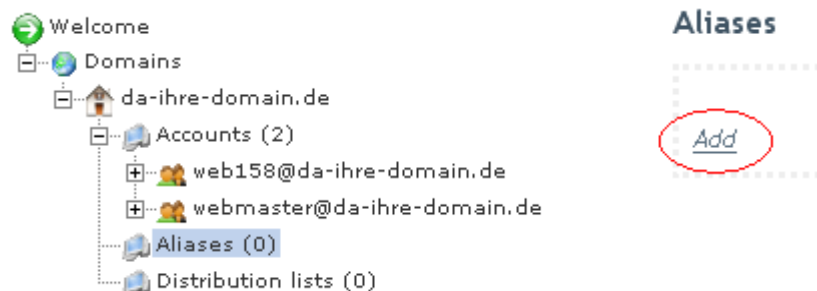 Welcome
Domains
da-ihre-domain.de
Accounts (2)
web158@da-ihre-domain.de
webmaster@da-ihre-domain.de
Aliases (0)
Distribution lists (0)
Aliases
Add